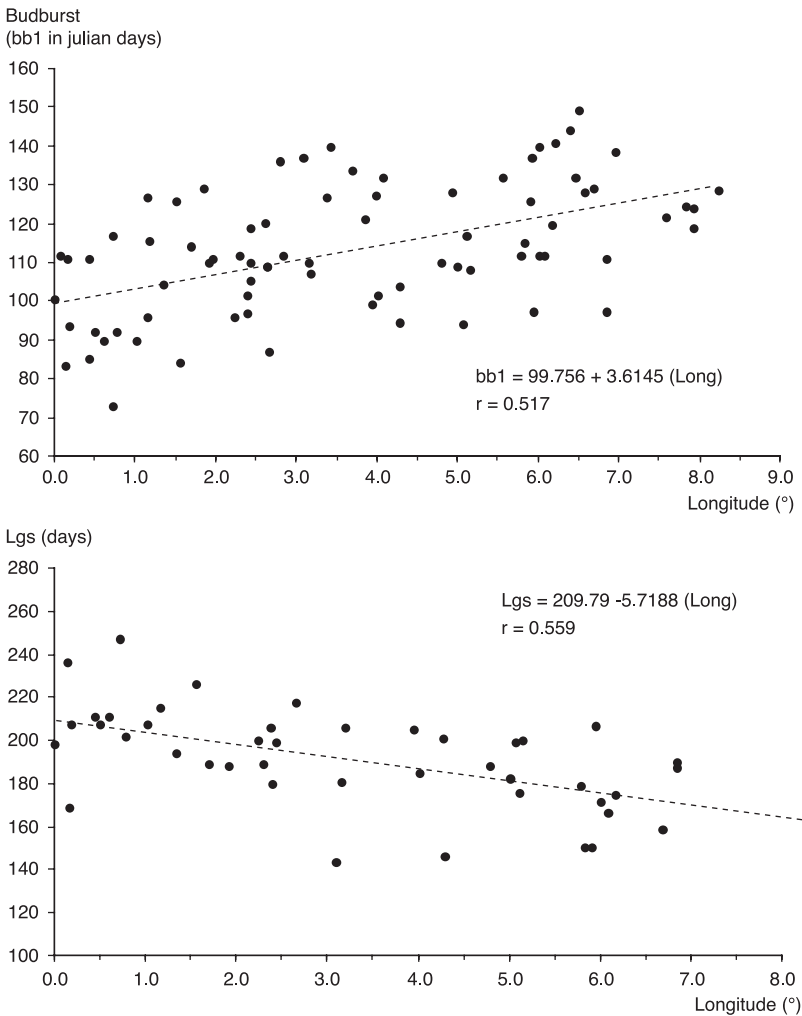 Budburst
(bb1 in julian days)
160
150
140
130
120
110
100
90
80
70
60
bb1 = 99.756 + 3.6145 (Long)
r = 0.517
0.0 1.0 2.0 3.0 4.0 5.0 6.0 7.0 8.0 9.0
Longitude (°)
Lgs (days)
280
260
240
220
200
180
160
140
120
100
Lgs = 209.79 -5.7188 (Long)
r = 0.559
0.0 1.0 2.0 3.0 4.0 5.0 6.0 7.0 8.0
Longitude (°)